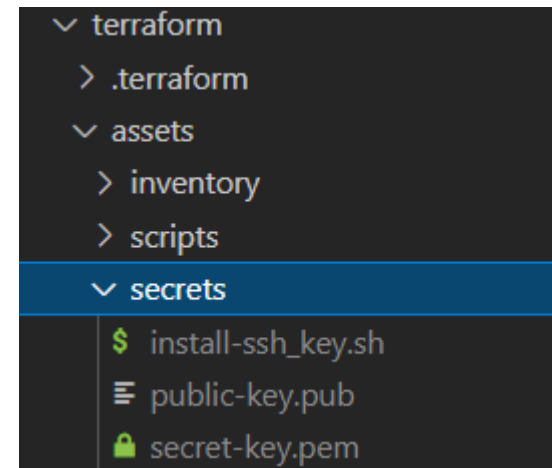 terraform
.terraform
assets
inventory
scripts
secrets
$ install-ssh_key.sh
public-key.pub
secret-key.pem